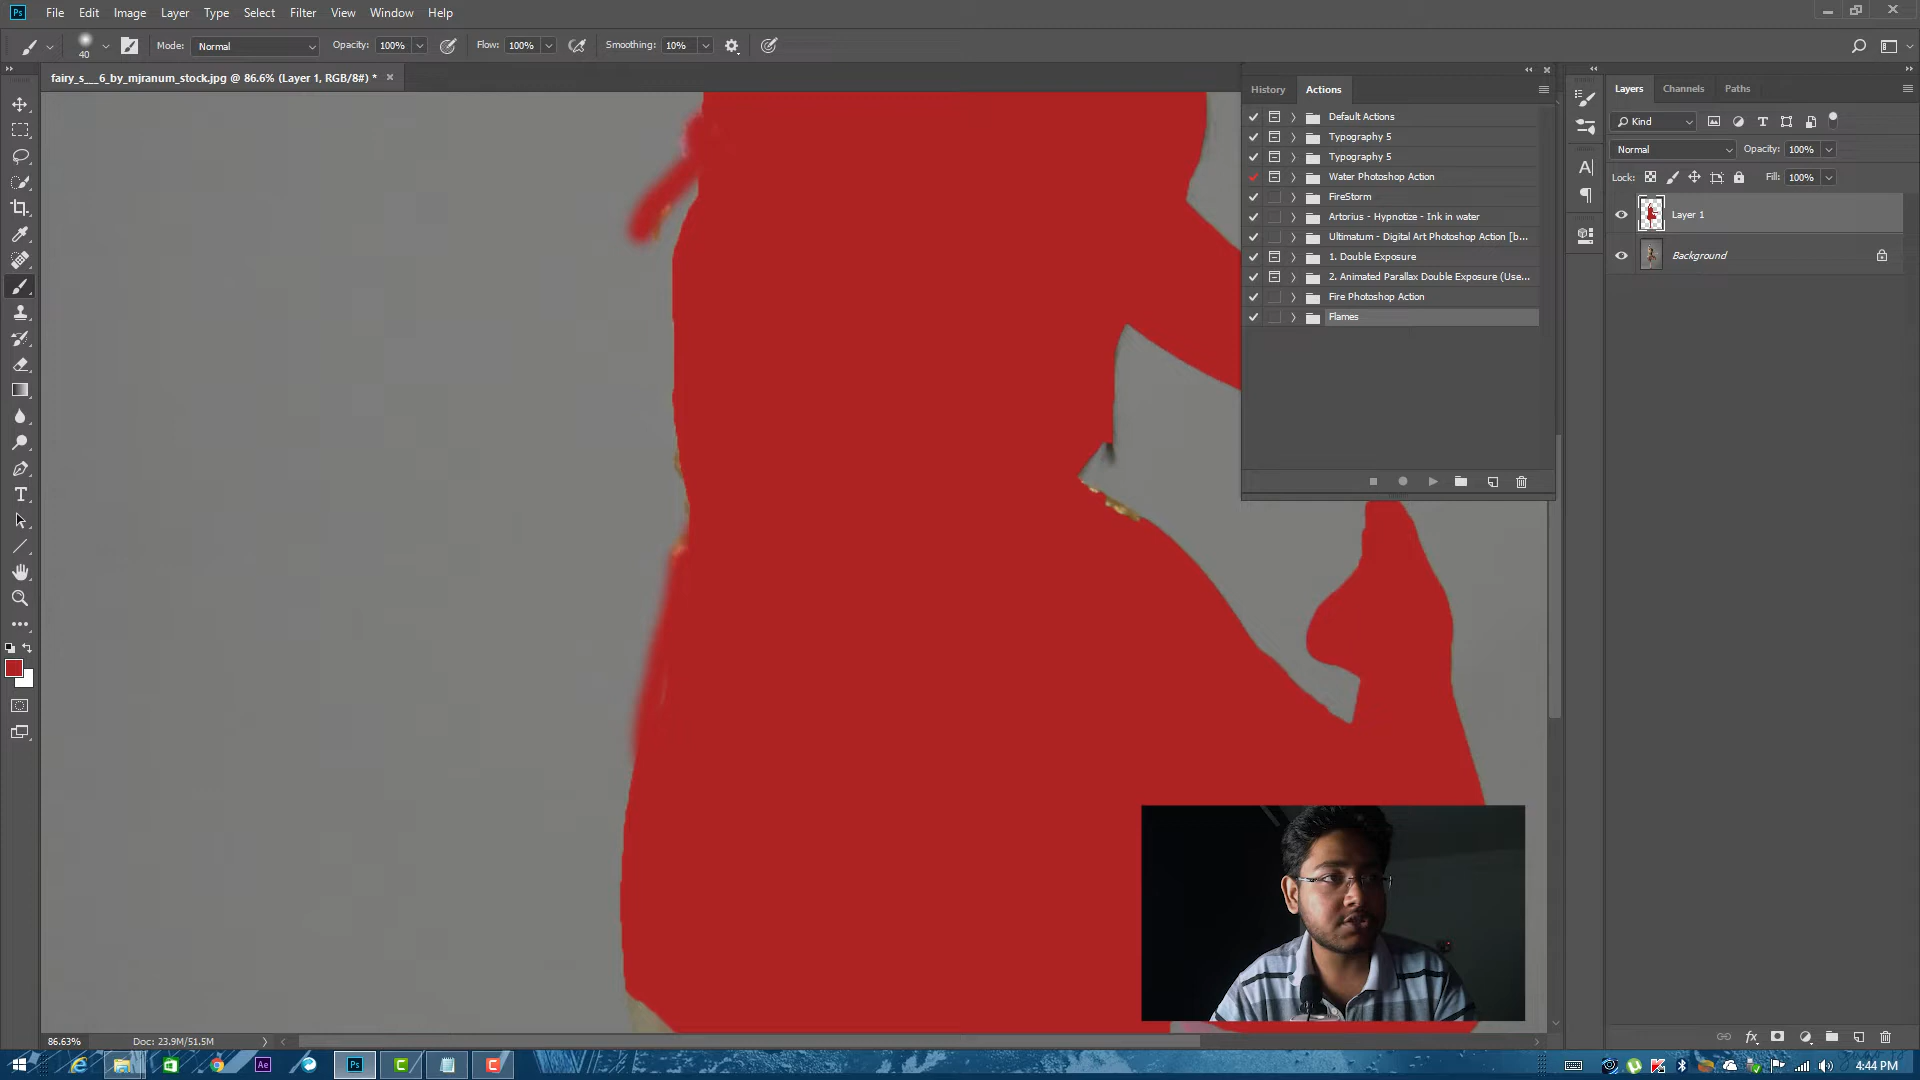 Ps File Edit Image Layer Type Select Filter View Window Help
40 Mode: Normal Opacity: 100% Flow: 100% Smoothing: 10%
fairy_s___6_by_mjranum_stock.jpg @ 86.6% (Layer 1, RGB/8#) *
History Actions
Default Actions
Typography 5
Typography 5
Water Photoshop Action
FireStorm
Artorius - Hypnotize - Ink in water
Ultimatum - Digital Art Photoshop Action [b...
1. Double Exposure
2. Animated Parallax Double Exposure (Use...
Fire Photoshop Action
Flames
Layers Channels Paths
Kind
Normal Opacity: 100%
Lock: Fill: 100%
Layer 1
Background
86.63% Doc: 23.9M/51.5M
4:44 PM